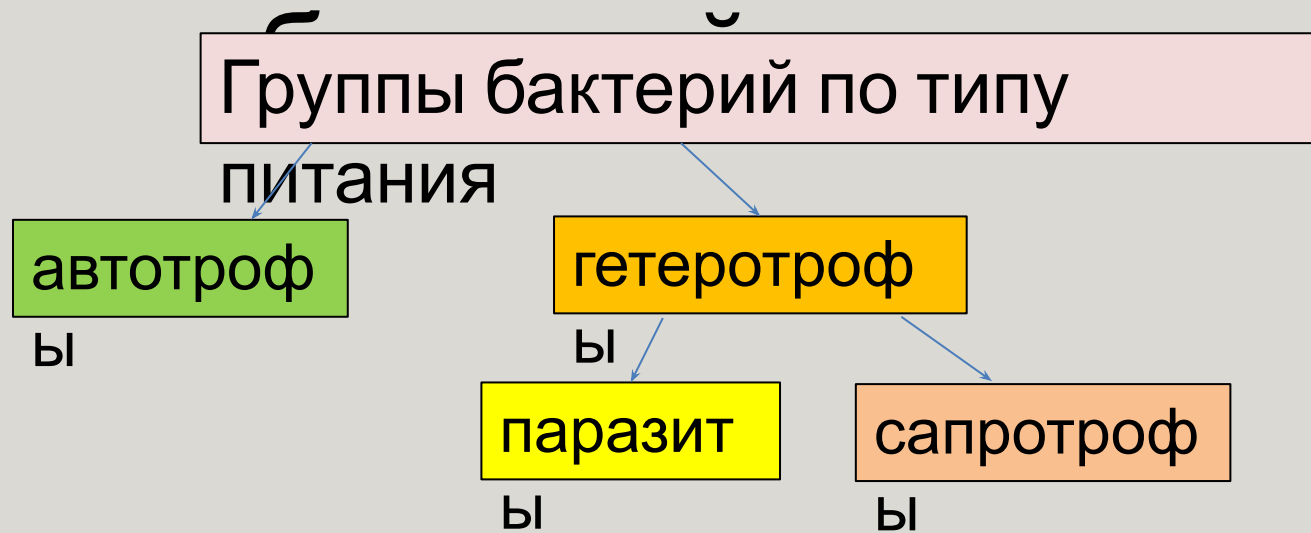 Группы бактерий по типу
питания
автотроф
ы
гетеротроф
ы
паразит
ы
сапротроф
ы